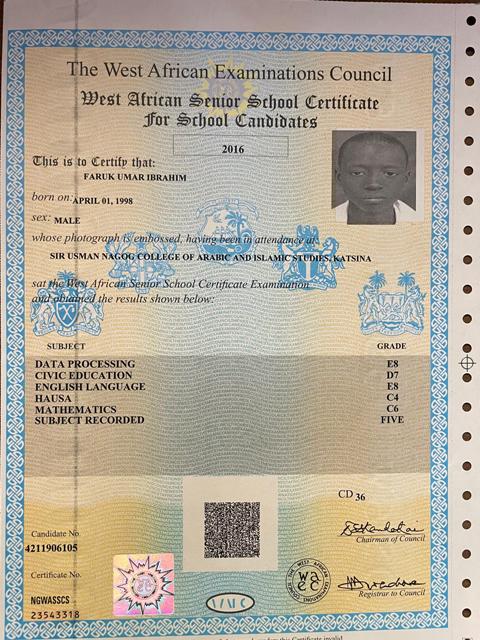 The West African Examinations Council
West African Senior School Certificate
For School Candidates
2016
This is to Certify that:
FARUK UMAR IBRAHIM
born on: APRIL 01, 1998
sex: MALE
whose photograph is embossed, having been in attendance at:
SIR USMAN NAGOG COLLEGE OF ARABIC AND ISLAMIC STUDIES, KATSINA
sat the West African Senior School Certificate Examination
and obtained the results shown below:
SUBJECT GRADE
DATA PROCESSING E8
CIVIC EDUCATION D7
ENGLISH LANGUAGE E8
HAUSA C4
MATHEMATICS C6
SUBJECT RECORDED FIVE
CD 36
Candidate No.
4211906105
Chairman of Council
Certificate No.
NGWASSCS
23543318
Registrar to Council